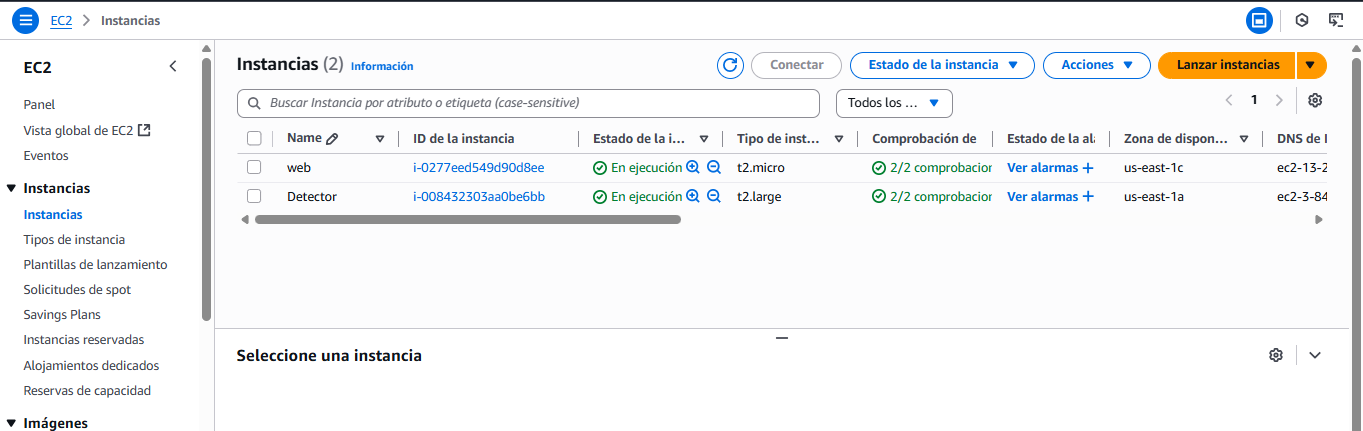 EC2 > Instancias
EC2
Panel
Vista global de EC2
Eventos
Instancias
Instancias
Tipos de instancia
Plantillas de lanzamiento
Solicitudes de spot
Savings Plans
Instancias reservadas
Alojamientos dedicados
Reservas de capacidad
Imágenes
Instancias (2) Información
Conectar
Estado de la instancia
Acciones
Lanzar instancias
Buscar Instancia por atributo o etiqueta (case-sensitive)
Todos los ...
1
Name ID de la instancia Estado de la i... Tipo de inst... Comprobación de Estado de la ala Zona de dispon... DNS de I
web i-0277eed549d90d8ee En ejecución t2.micro 2/2 comprobacion Ver alarmas + us-east-1c ec2-13-2
Detector i-008432303aa0be6bb En ejecución t2.large 2/2 comprobacion Ver alarmas + us-east-1a ec2-3-84
Seleccione una instancia